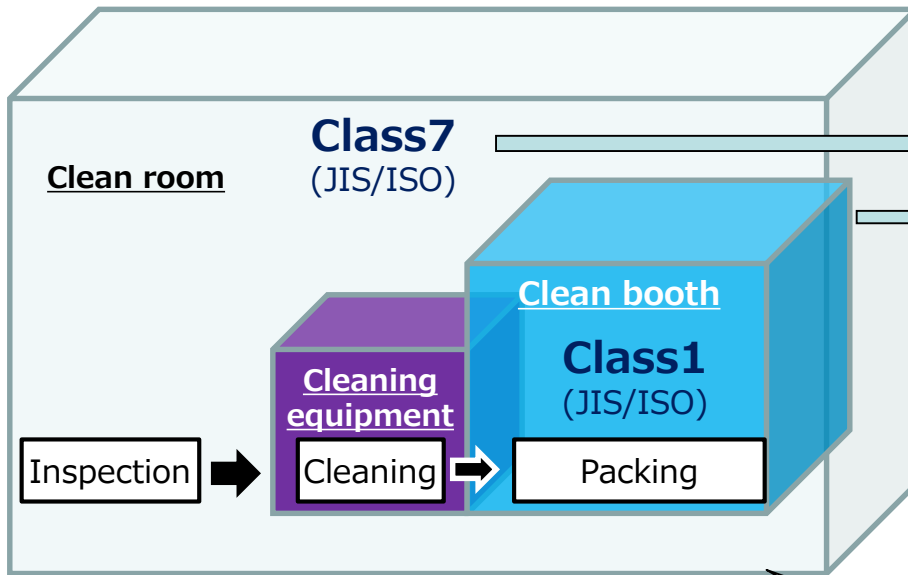 Class7
(JIS/ISO)
Clean room
Clean booth
Class1
(JIS/ISO)
Cleaning
equipment
Inspection
Cleaning
Packing